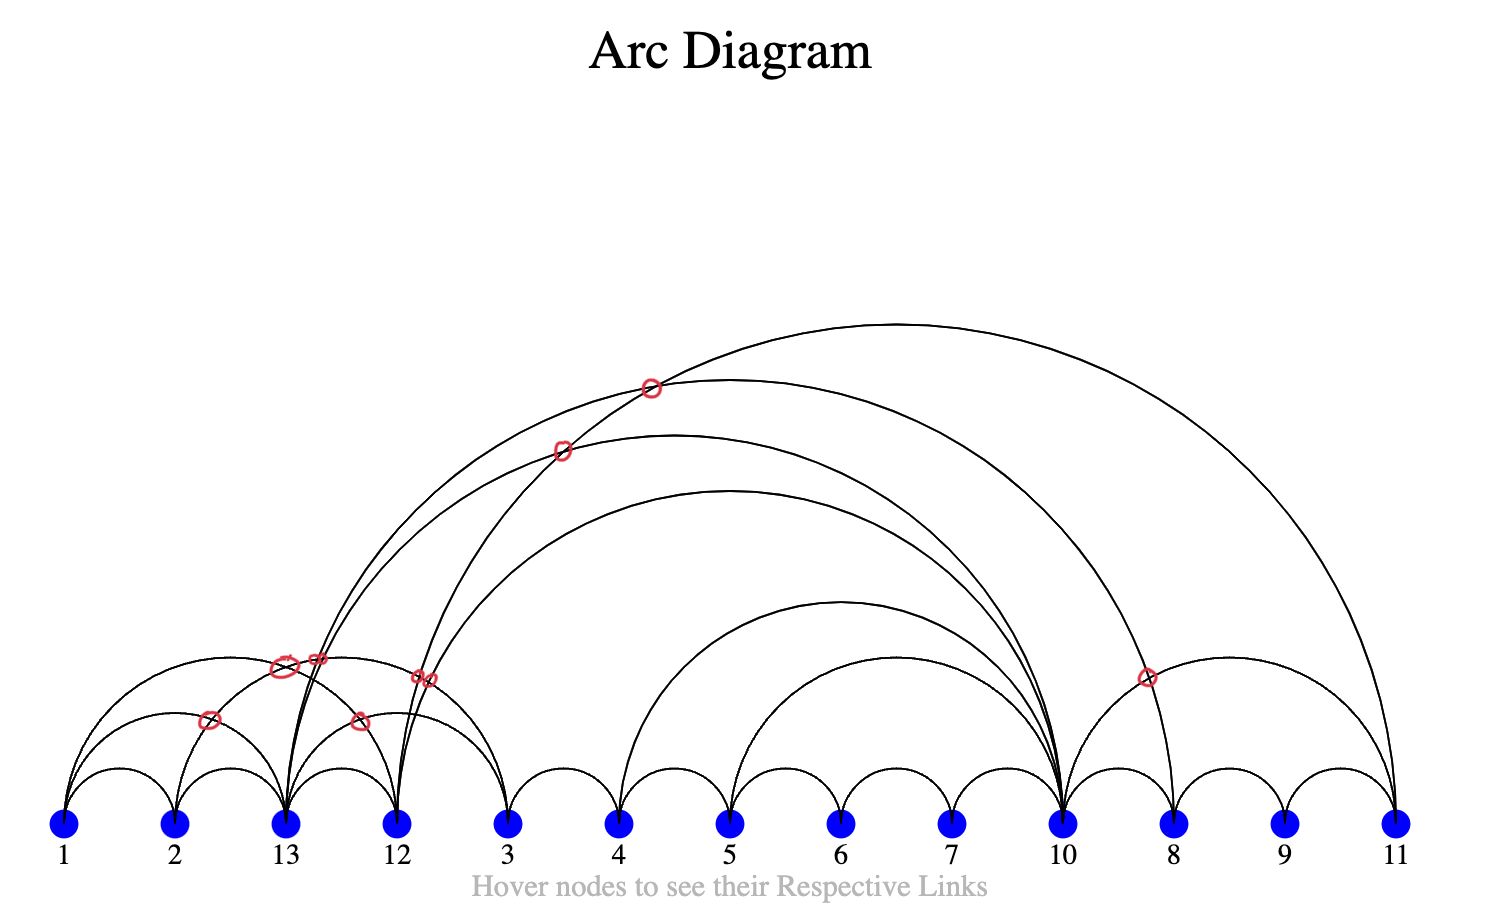 Arc Diagram
1 2 13 12 3 4 5 6 7 10 8 9 11
Hover nodes to see their Respective Links